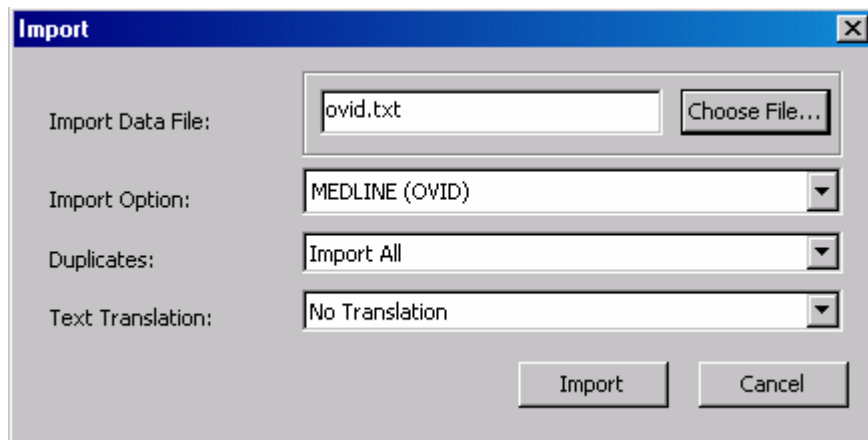 Import
Import Data File: ovid.txt Choose File...
Import Option: MEDLINE (OVID)
Duplicates: Import All
Text Translation: No Translation
Import Cancel